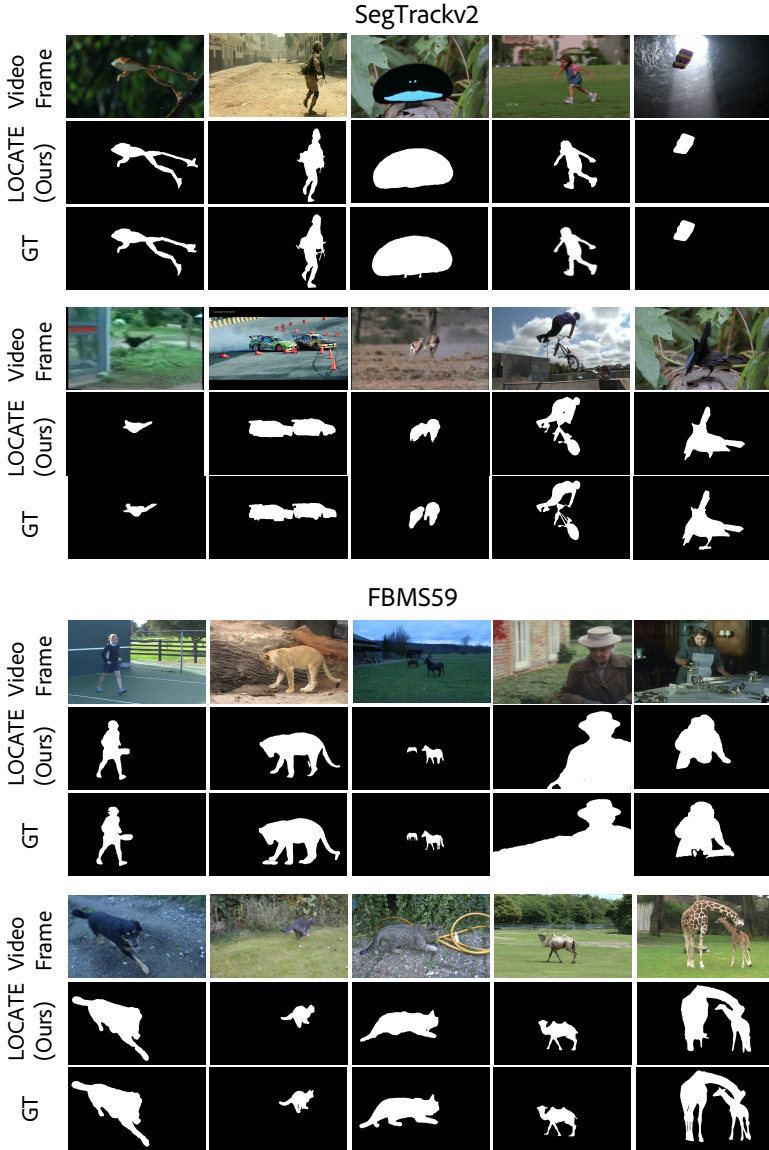 SegTrackv2
Video
Frame
LOCATE
(Ours)
GT
Video
Frame
LOCATE
(Ours)
GT
FBMS59
Video
Frame
LOCATE
(Ours)
GT
Video
Frame
LOCATE
(Ours)
GT